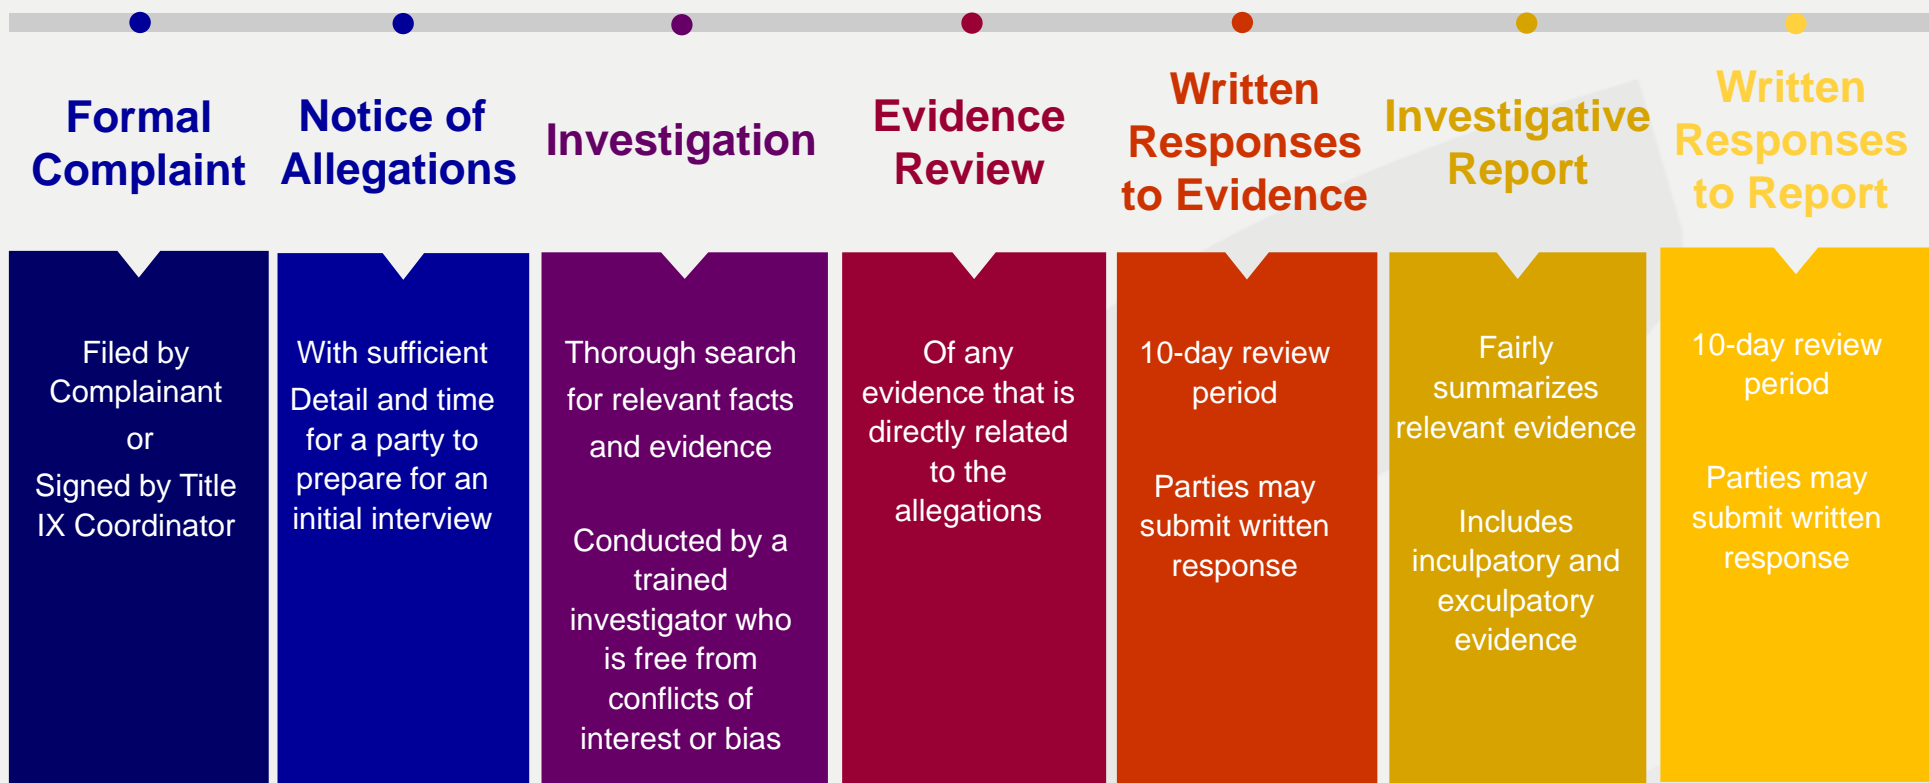 Formal
Complaint
Notice of
Allegations
Investigation
Evidence
Review
Written
Responses
to Evidence
Investigative
Report
Written
Responses
to Report
Filed by
Complainant
or
Signed by Title
IX Coordinator
With sufficient
Detail and time
for a party to
prepare for an
initial interview
Thorough search
for relevant facts
and evidence
Conducted by a
trained
investigator who
is free from
conflicts of
interest or bias
Of any
evidence that is
directly related
to the
allegations
10-day review
period
Parties may
submit written
response
Fairly
summarizes
relevant evidence
Includes
inculpatory and
exculpatory
evidence
10-day review
period
Parties may
submit written
response